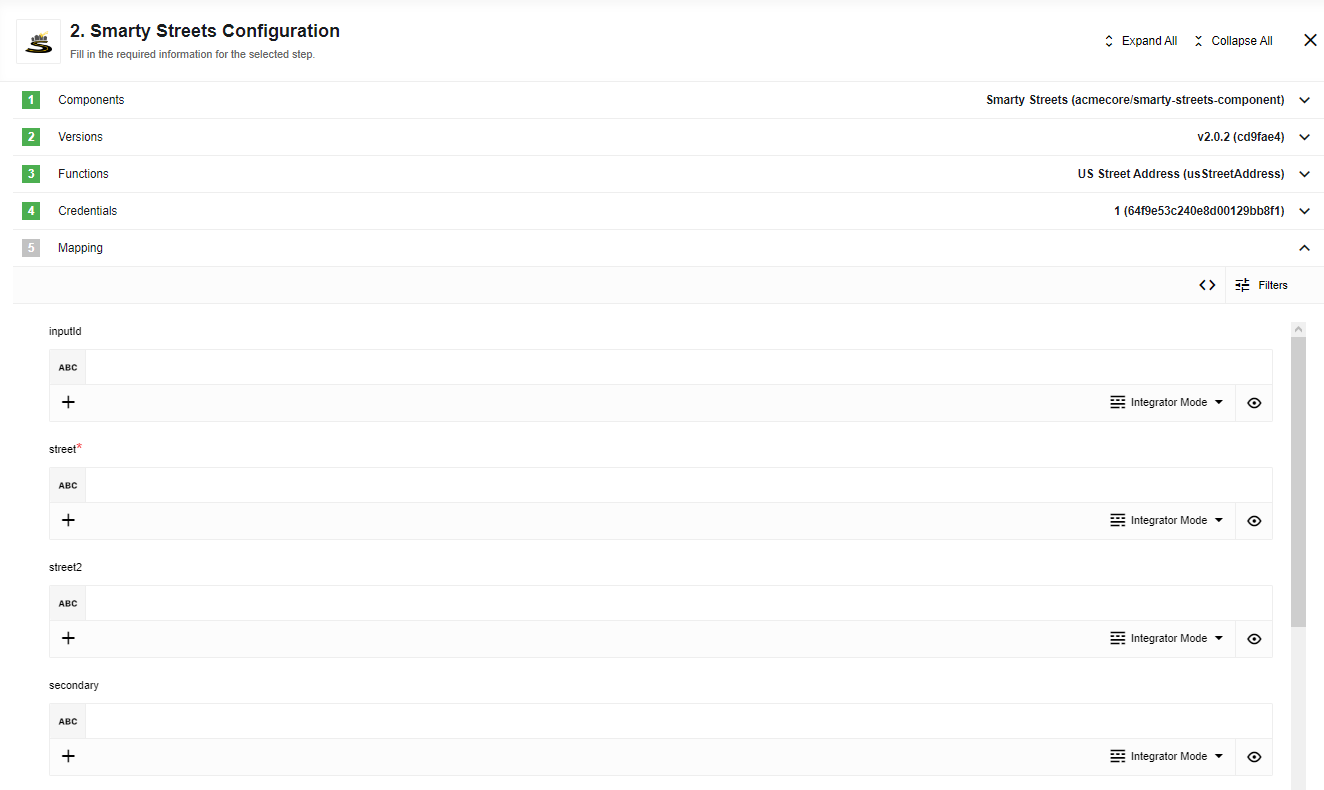 2. Smarty Streets Configuration
Fill in the required information for the selected step.
Expand All
Collapse All
1 Components Smarty Streets (acmecore/smarty-streets-component)
2 Versions v2.0.2 (cd9fae4)
3 Functions US Street Address (usStreetAddress)
4 Credentials 1 (64f9e53c240e8d00129bb8f1)
5 Mapping
Filters
inputId
ABC
Integrator Mode
street*
ABC
Integrator Mode
street2
ABC
Integrator Mode
secondary
ABC
Integrator Mode